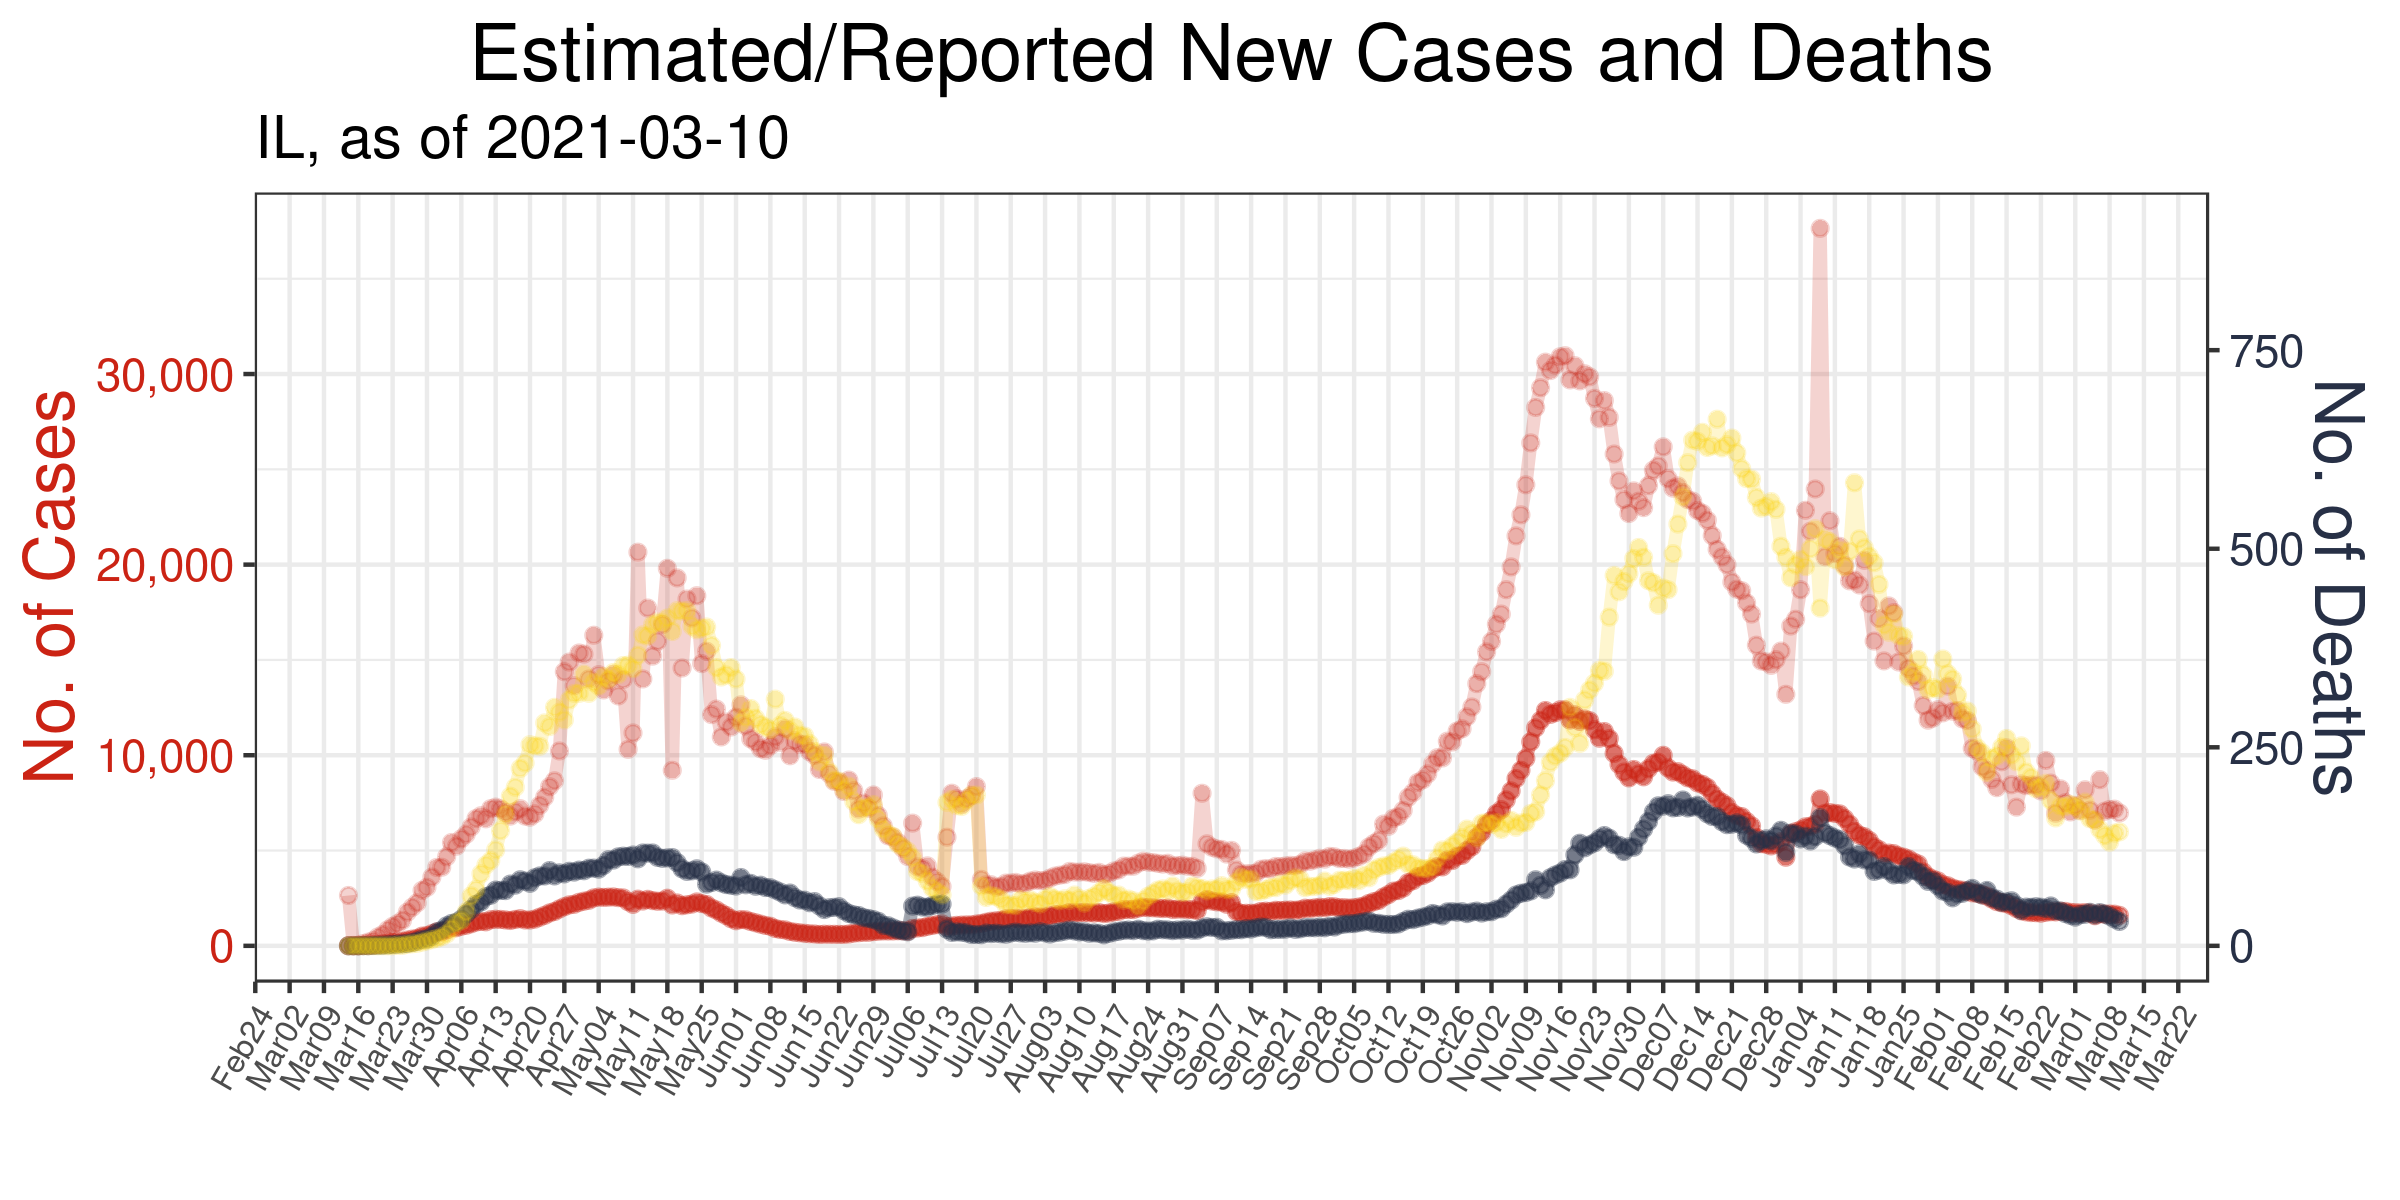 Estimated/Reported New Cases and Deaths
IL, as of 2021-03-10
No. of Cases
30,000
20,000
10,000
0
750
500
250
0
No. of Deaths
Feb24
Mar02
Mar09
Mar16
Mar23
Mar30
Apr06
Apr13
Apr20
Apr27
May04
May11
May18
May25
Jun01
Jun08
Jun15
Jun22
Jun29
Jul06
Jul13
Jul20
Jul27
Aug03
Aug10
Aug17
Aug24
Aug31
Sep07
Sep14
Sep21
Sep28
Oct05
Oct12
Oct19
Oct26
Nov02
Nov09
Nov16
Nov23
Nov30
Dec07
Dec14
Dec21
Dec28
Jan04
Jan11
Jan18
Jan25
Feb01
Feb08
Feb15
Feb22
Mar01
Mar08
Mar15
Mar22